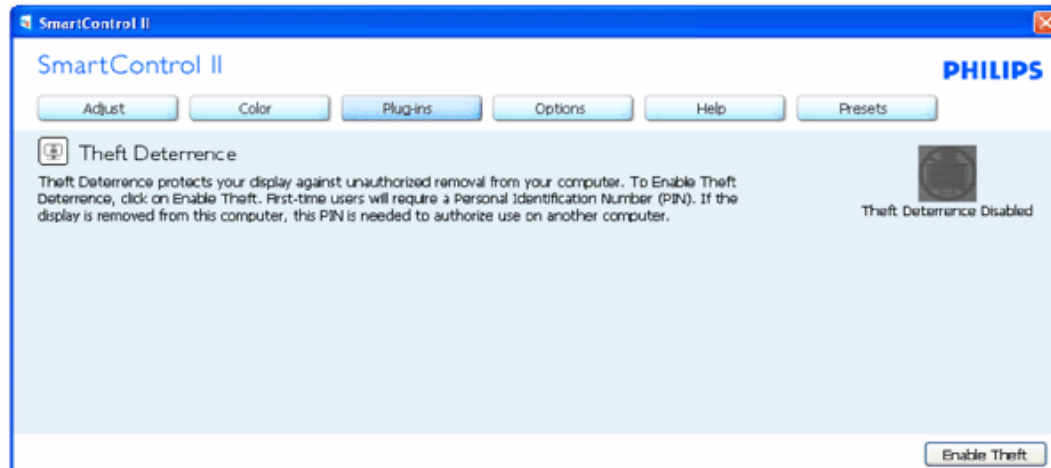 SmartControl II
SmartControl II
PHILIPS
Adjust Color Plug-ins Options Help Presets
Theft Deterrence
Theft Deterrence protects your display against unauthorized removal from your computer. To Enable Theft
Deterrence, click on Enable Theft. First-time users will require a Personal Identification Number (PIN). If the
display is removed from this computer, this PIN is needed to authorize use on another computer.
Theft Deterrence Disabled
Enable Theft